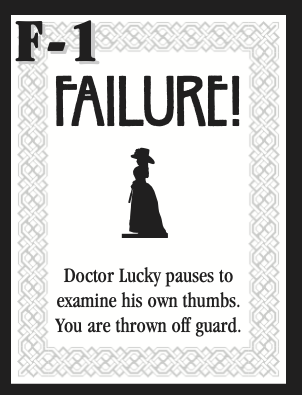 F-1
FAILURE!
Doctor Lucky pauses to
examine his own thumbs.
You are thrown off guard.